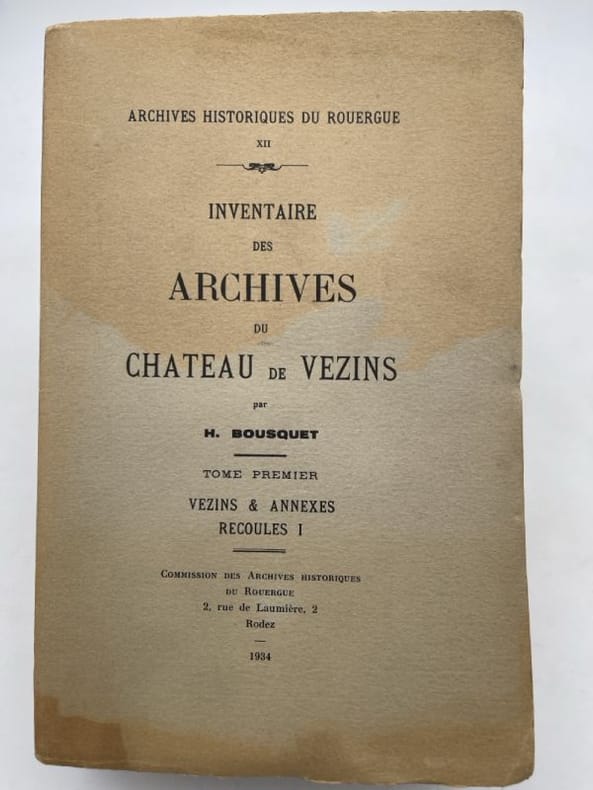 ARCHIVES HISTORIQUES DU ROUERGUE
XII
INVENTAIRE
DES
ARCHIVES
DU
CHATEAU DE VEZINS
par
H. BOUSQUET
TOME PREMIER
VEZINS & ANNEXES
RECOULES I
COMMISSION DES ARCHIVES HISTORIQUES
DU ROUERGUE
2, rue de Laumière, 2
Rodez
1934